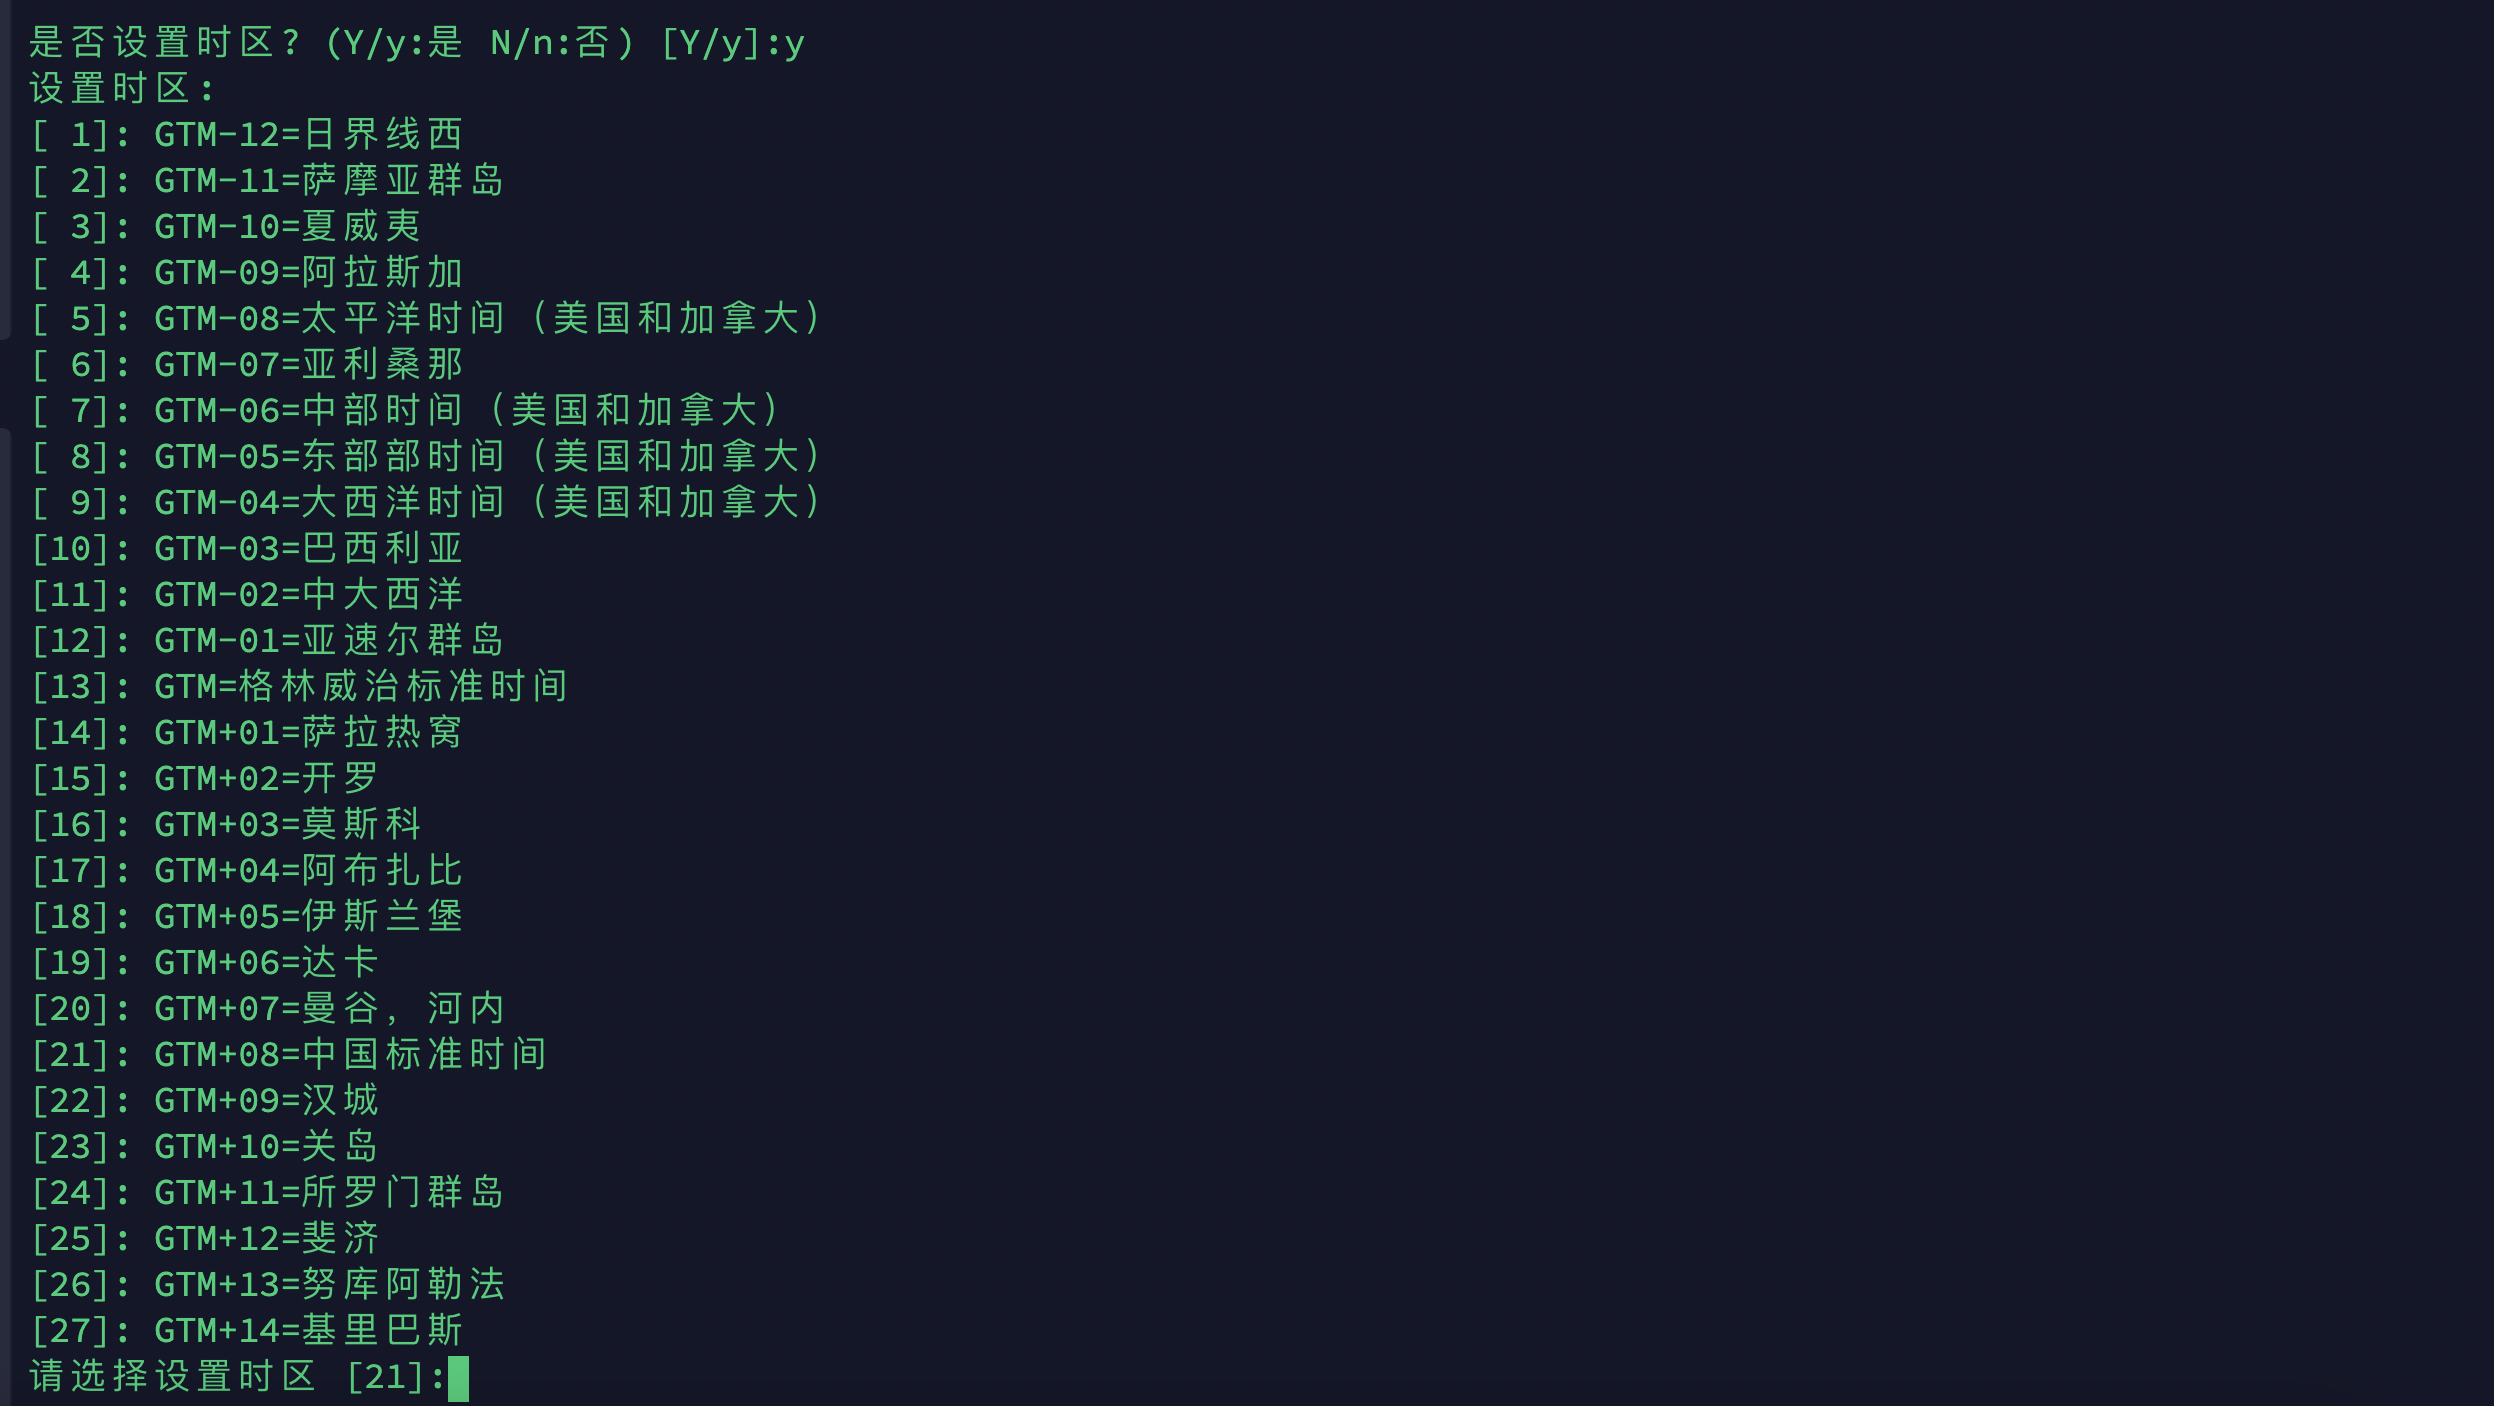 是否设置时区?（Y/y:是 N/n:否）[Y/y]:y
设置时区:
[ 1]: GTM-12=日界线西
[ 2]: GTM-11=萨摩亚群岛
[ 3]: GTM-10=夏威夷
[ 4]: GTM-09=阿拉斯加
[ 5]: GTM-08=太平洋时间（美国和加拿大）
[ 6]: GTM-07=亚利桑那
[ 7]: GTM-06=中部时间（美国和加拿大）
[ 8]: GTM-05=东部部时间（美国和加拿大）
[ 9]: GTM-04=大西洋时间（美国和加拿大）
[10]: GTM-03=巴西利亚
[11]: GTM-02=中大西洋
[12]: GTM-01=亚速尔群岛
[13]: GTM=格林威治标准时间
[14]: GTM+01=萨拉热窝
[15]: GTM+02=开罗
[16]: GTM+03=莫斯科
[17]: GTM+04=阿布扎比
[18]: GTM+05=伊斯兰堡
[19]: GTM+06=达卡
[20]: GTM+07=曼谷，河内
[21]: GTM+08=中国标准时间
[22]: GTM+09=汉城
[23]: GTM+10=关岛
[24]: GTM+11=所罗门群岛
[25]: GTM+12=斐济
[26]: GTM+13=努库阿勒法
[27]: GTM+14=基里巴斯
请选择设置时区 [21]: